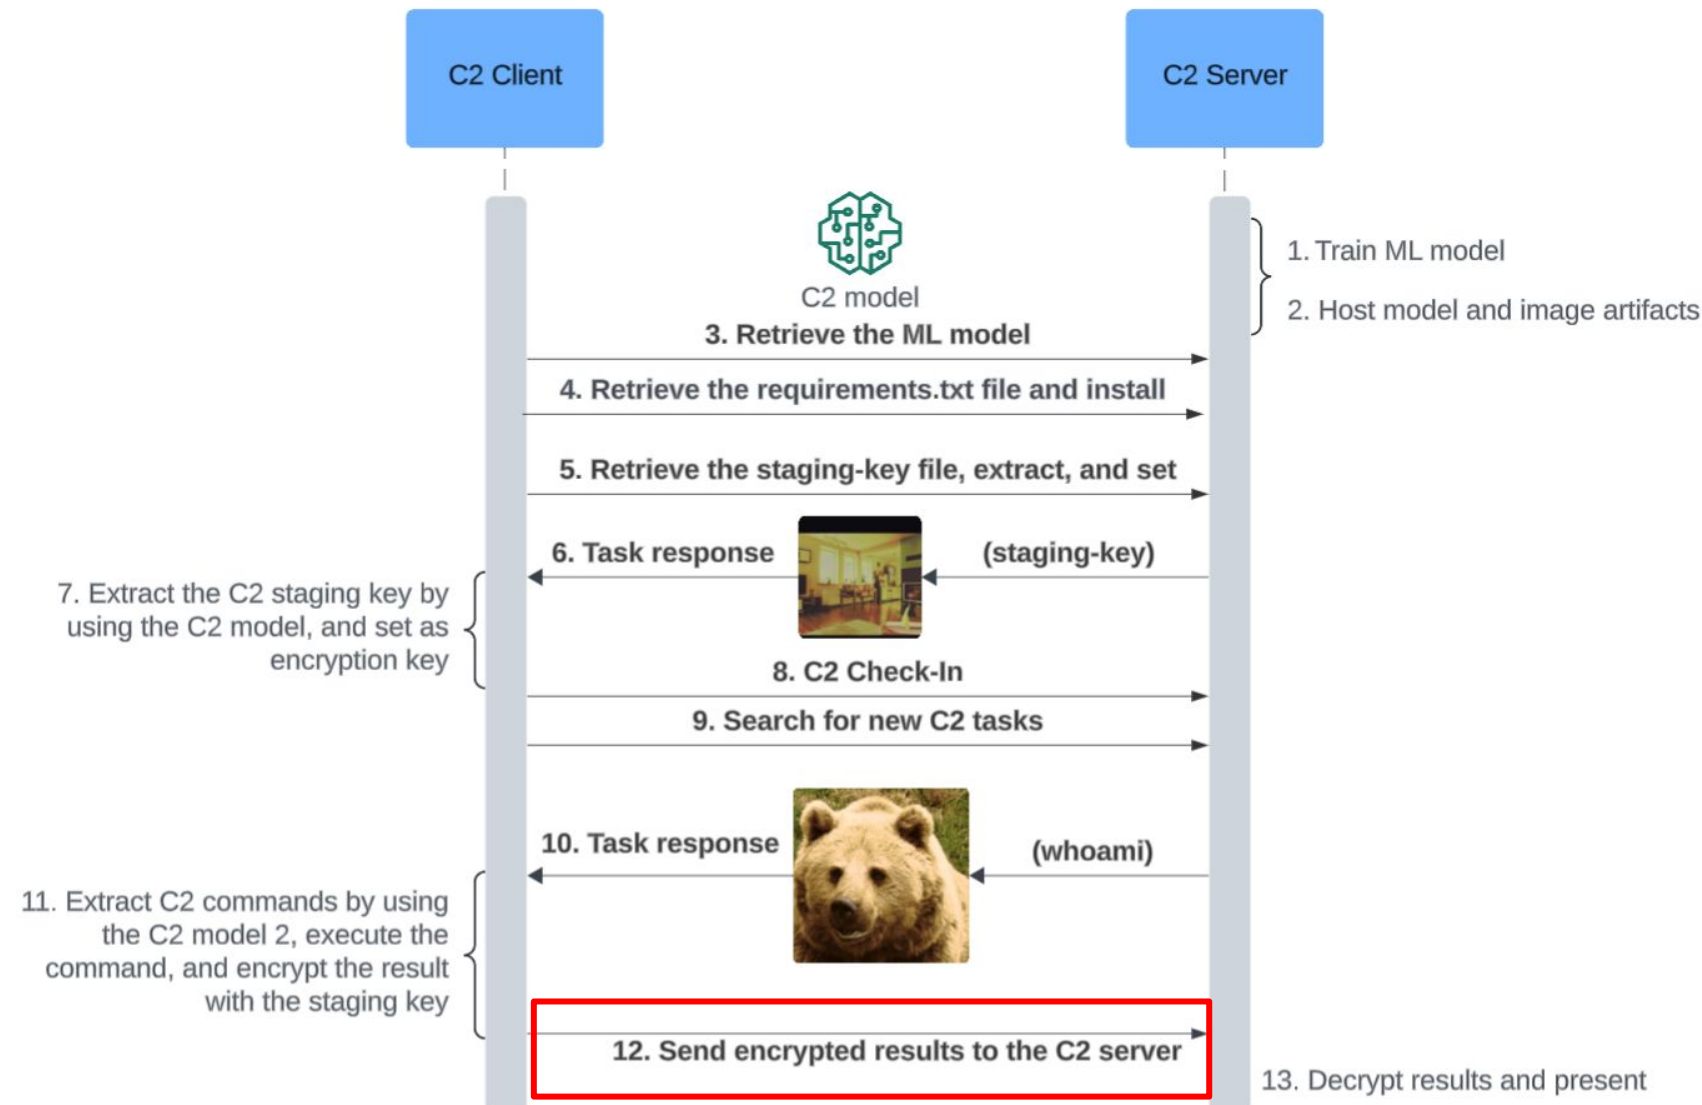 C2 Client
C2 Server
1. Train ML model
C2 model
2. Host model and image artifacts
3. Retrieve the ML model
4. Retrieve the requirements.txt file and install
5. Retrieve the staging-key file, extract, and set
6. Task response
(staging-key)
7. Extract the C2 staging key by
using the C2 model, and set as
encryption key
8. C2 Check-In
9. Search for new C2 tasks
10. Task response
(whoami)
11. Extract C2 commands by using
the C2 model 2, execute the
command, and encrypt the result
with the staging key
12. Send encrypted results to the C2 server
13. Decrypt results and present